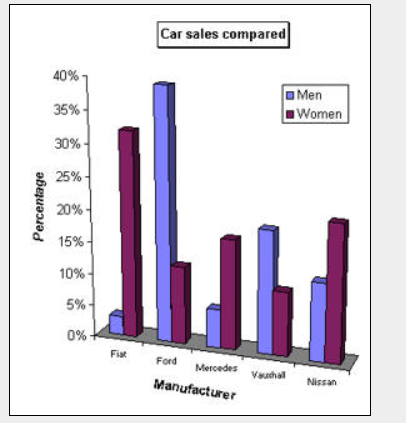 Car sales compared
40%
35%
30%
25%
20%
15%
10%
5%
0%
Percentage
Men
Women
Fiat
Ford
Mercedes
Vauxhall
Nissan
Manufacturer